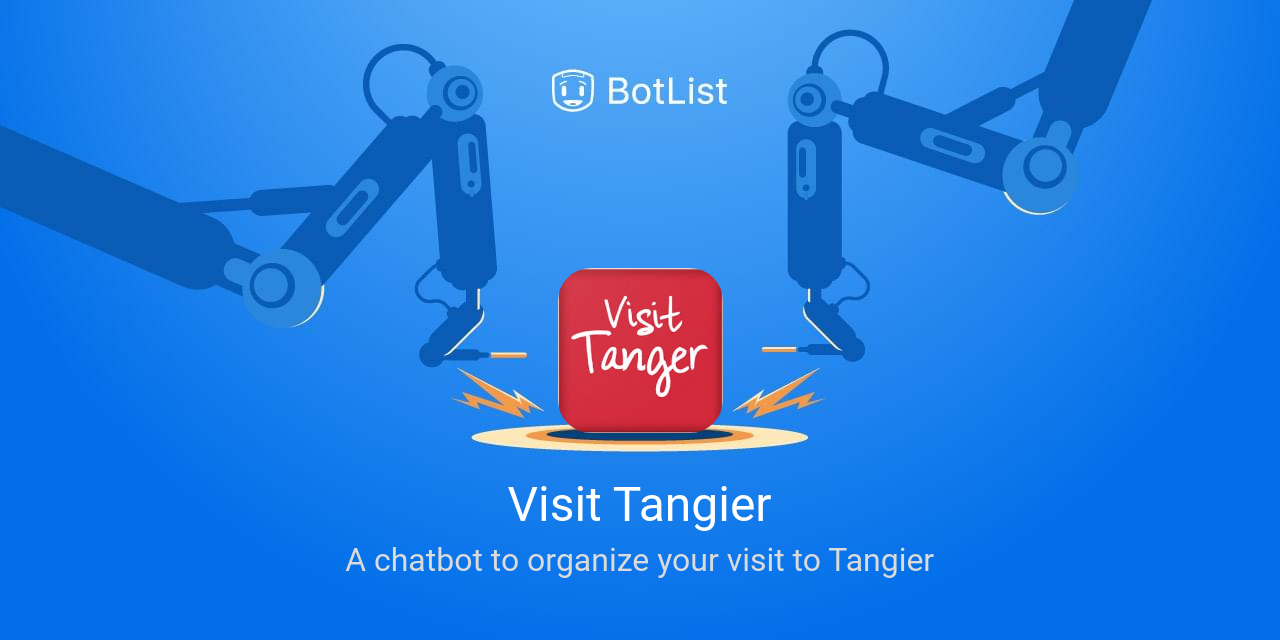 BotList
Visit
Tanger
Visit Tangier
A chatbot to organize your visit to Tangier